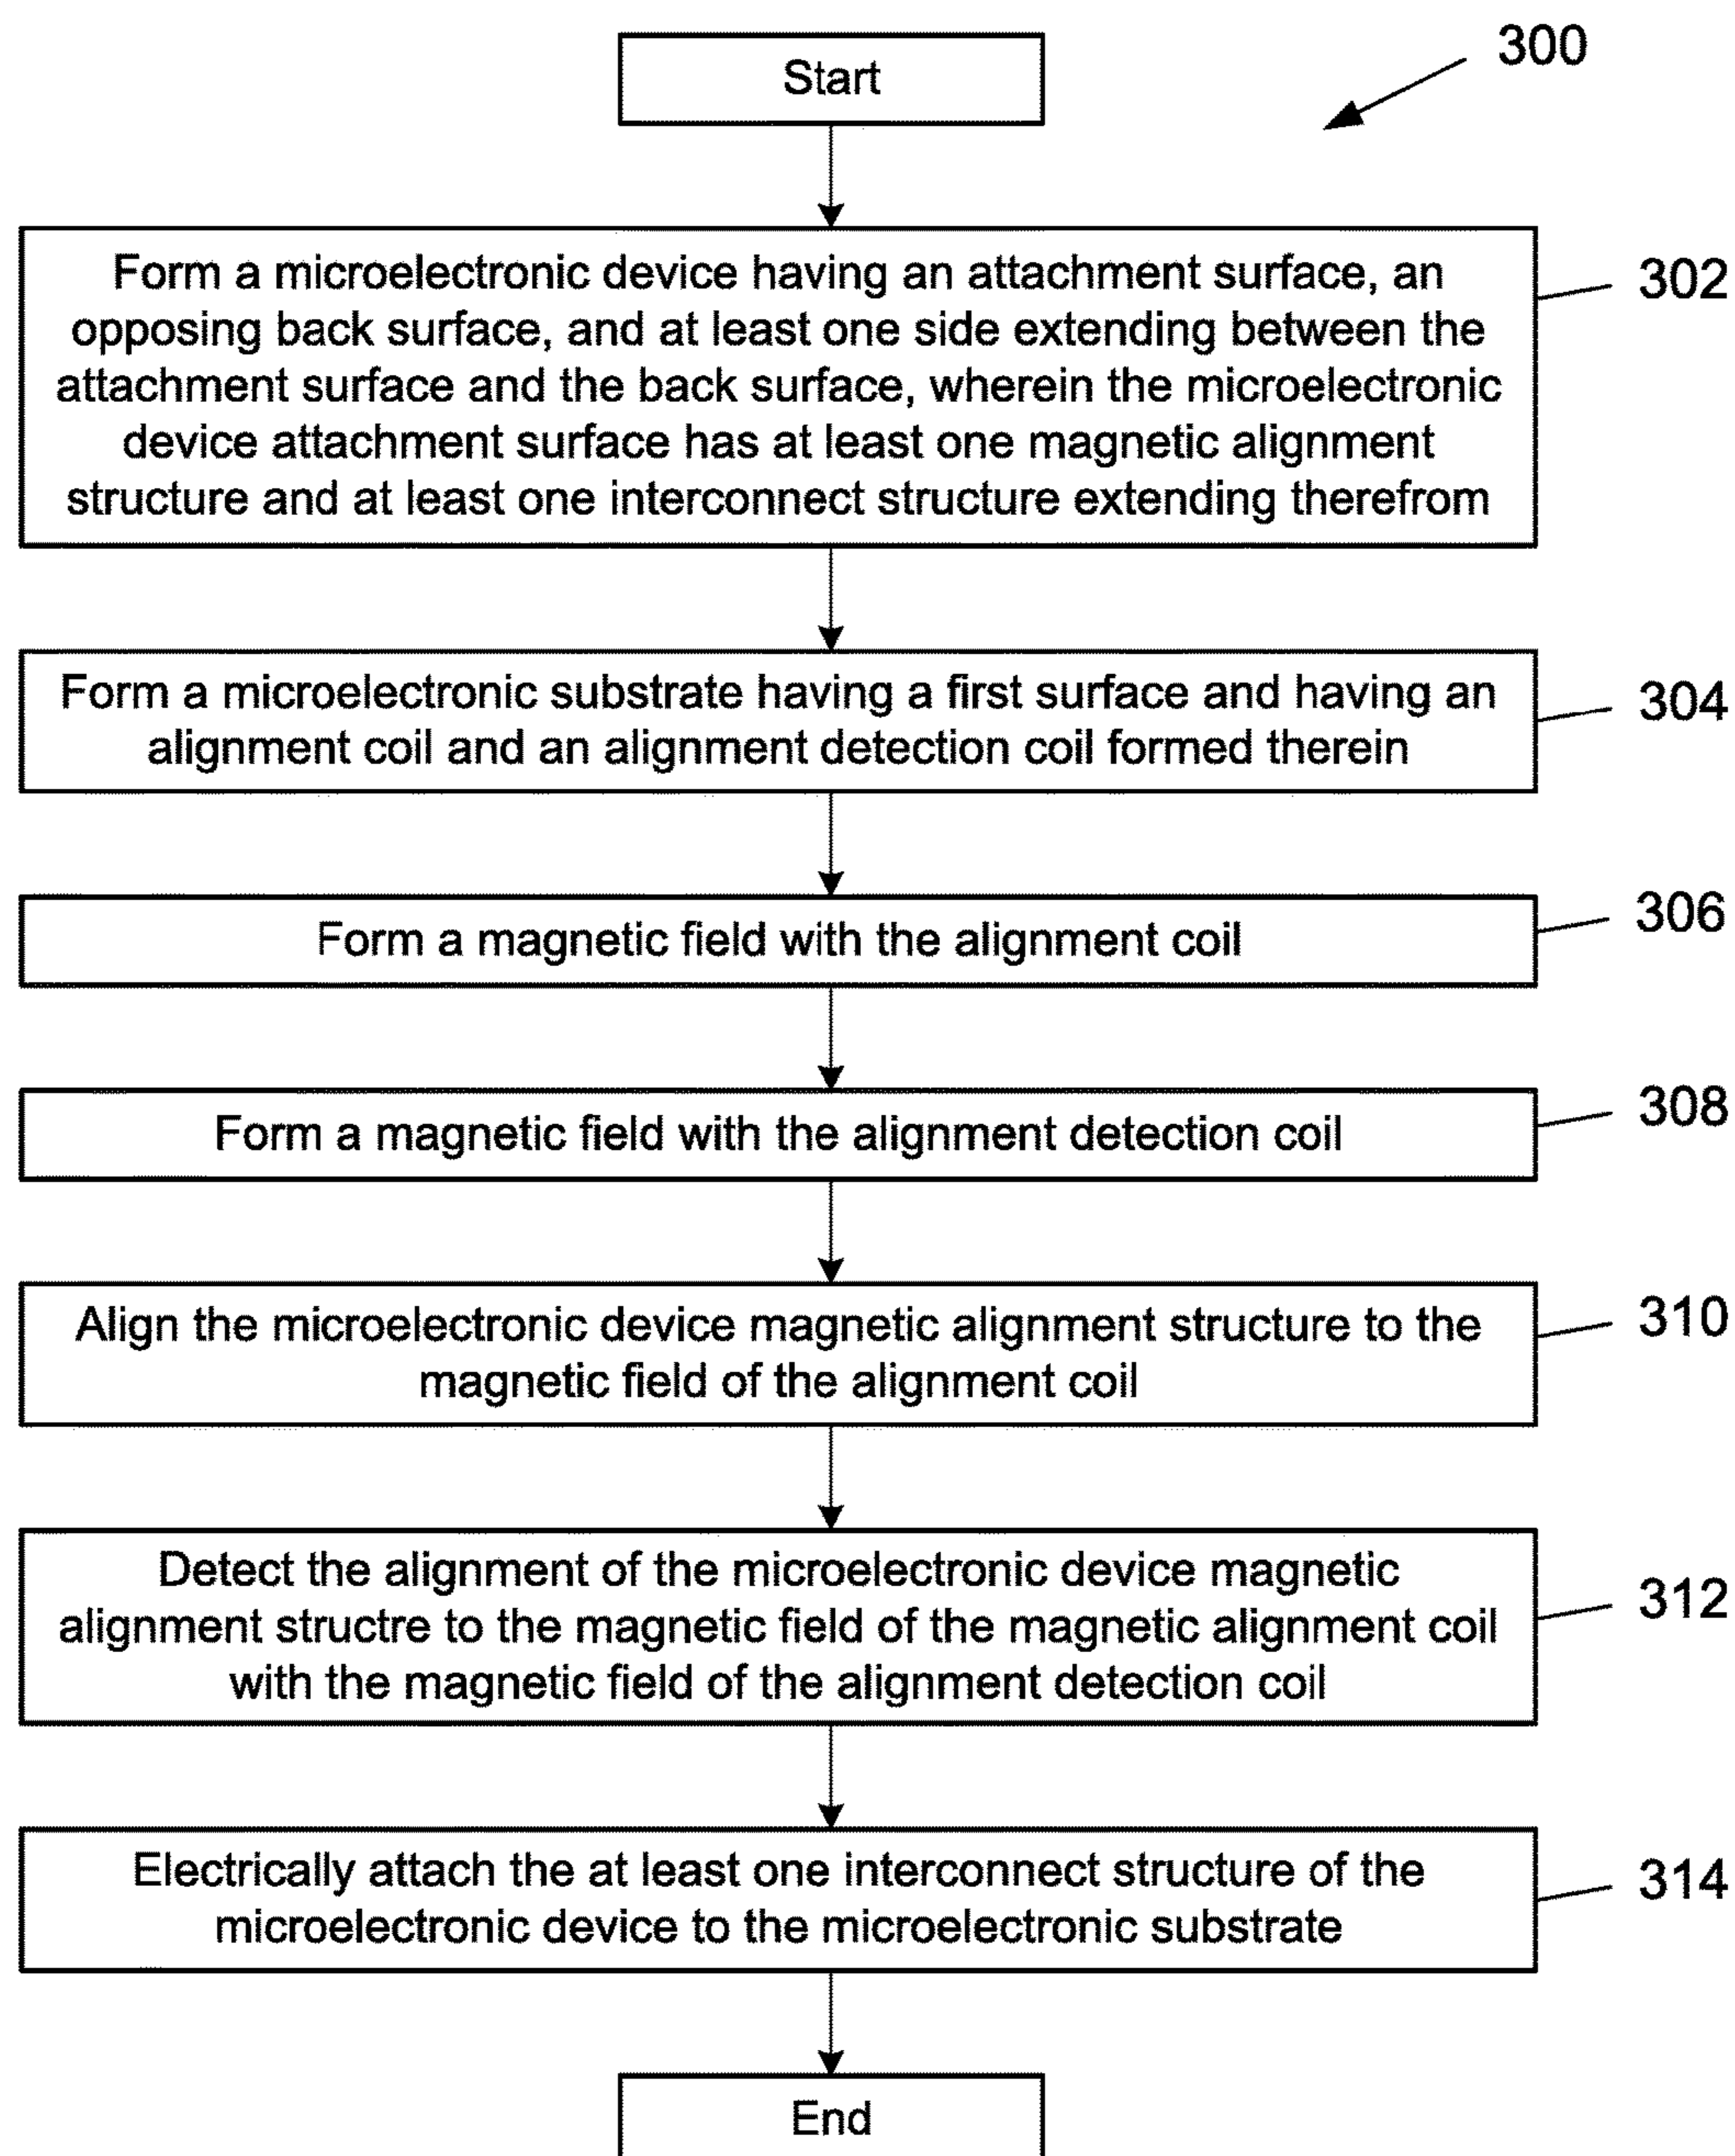 Start
300
Form a microelectronic device having an attachment surface, an
opposing back surface, and at least one side extending between the
attachment surface and the back surface, wherein the microelectronic
device attachment surface has at least one magnetic alignment
structure and at least one interconnect structure extending therefrom
302
Form a microelectronic substrate having a first surface and having an
alignment coil and an alignment detection coil formed therein
304
Form a magnetic field with the alignment coil
306
Form a magnetic field with the alignment detection coil
308
Align the microelectronic device magnetic alignment structure to the
magnetic field of the alignment coil
310
Detect the alignment of the microelectronic device magnetic
alignment structre to the magnetic field of the magnetic alignment coil
with the magnetic field of the alignment detection coil
312
Electrically attach the at least one interconnect structure of the
microelectronic device to the microelectronic substrate
314
End